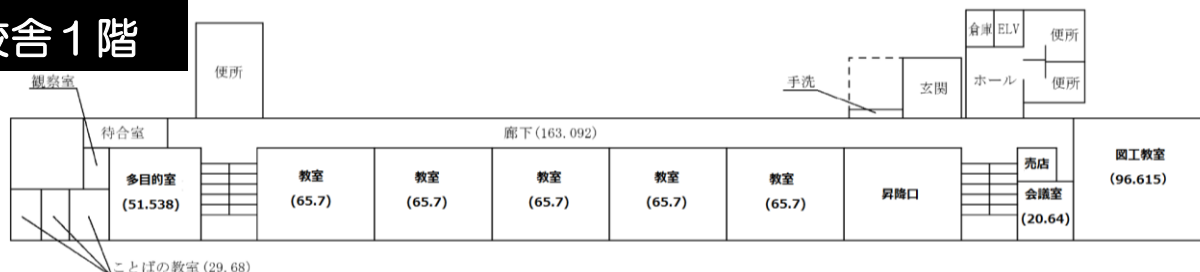 校舎１階
倉庫
ELV
便所
便所
便所
ホール
観察室
手洗
玄関
待合室
廊下(163.092)
多目的室
(51.538)
教室
(65.7)
教室
(65.7)
教室
(65.7)
教室
(65.7)
教室
(65.7)
昇降口
売店
会議室
(20.64)
図工教室
(96.615)
ことばの教室(29.68)